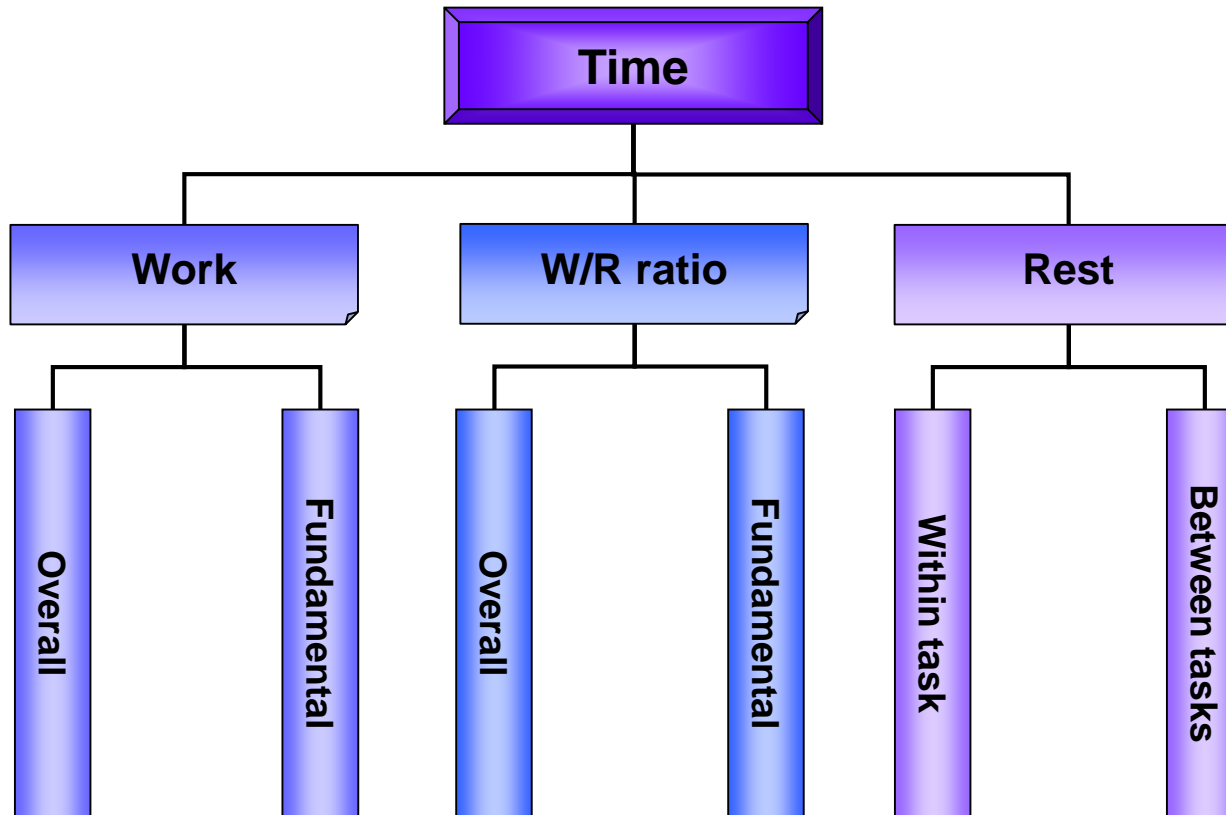 Time
Work
W/R ratio
Rest
Overall
Fundamental
Overall
Fundamental
Within task
Between tasks